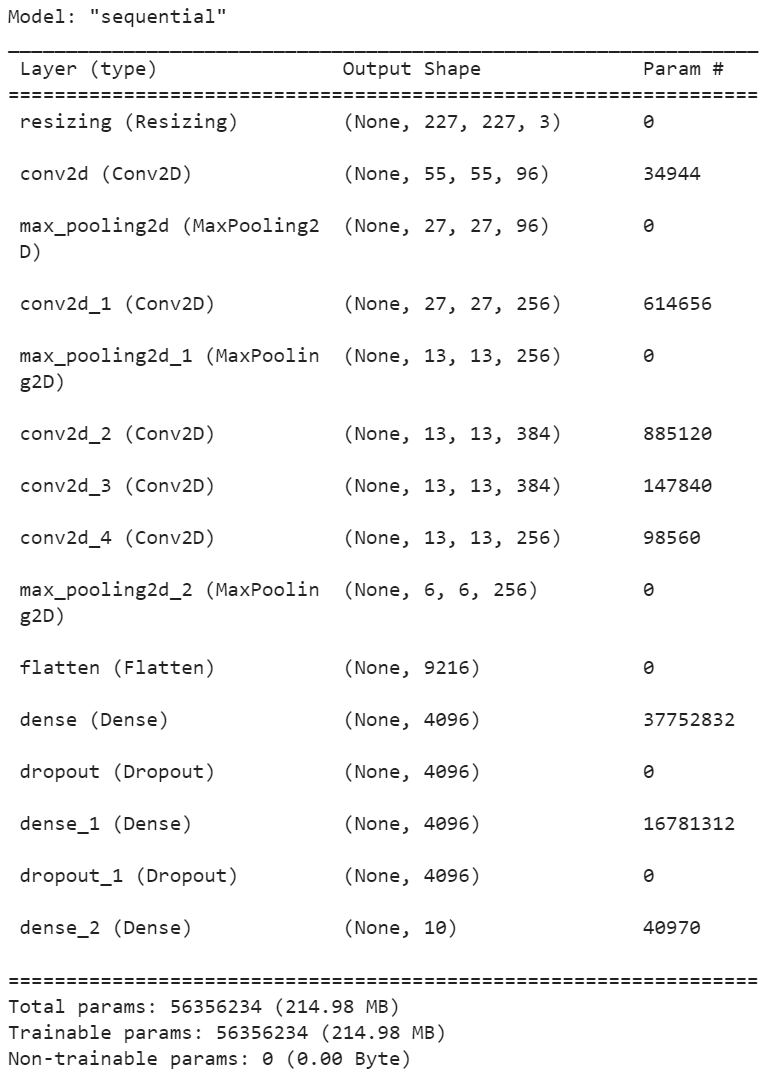 Model: "sequential"
_________________________________________________________________
Layer (type) Output Shape Param #
=================================================================
resizing (Resizing) (None, 227, 227, 3) 0
conv2d (Conv2D) (None, 55, 55, 96) 34944
max_pooling2d (MaxPooling2 (None, 27, 27, 96) 0
D)
conv2d_1 (Conv2D) (None, 27, 27, 256) 614656
max_pooling2d_1 (MaxPoolin (None, 13, 13, 256) 0
g2D)
conv2d_2 (Conv2D) (None, 13, 13, 384) 885120
conv2d_3 (Conv2D) (None, 13, 13, 384) 147840
conv2d_4 (Conv2D) (None, 13, 13, 256) 98560
max_pooling2d_2 (MaxPoolin (None, 6, 6, 256) 0
g2D)
flatten (Flatten) (None, 9216) 0
dense (Dense) (None, 4096) 37752832
dropout (Dropout) (None, 4096) 0
dense_1 (Dense) (None, 4096) 16781312
dropout_1 (Dropout) (None, 4096) 0
dense_2 (Dense) (None, 10) 40970
=================================================================
Total params: 56356234 (214.98 MB)
Trainable params: 56356234 (214.98 MB)
Non-trainable params: 0 (0.00 Byte)